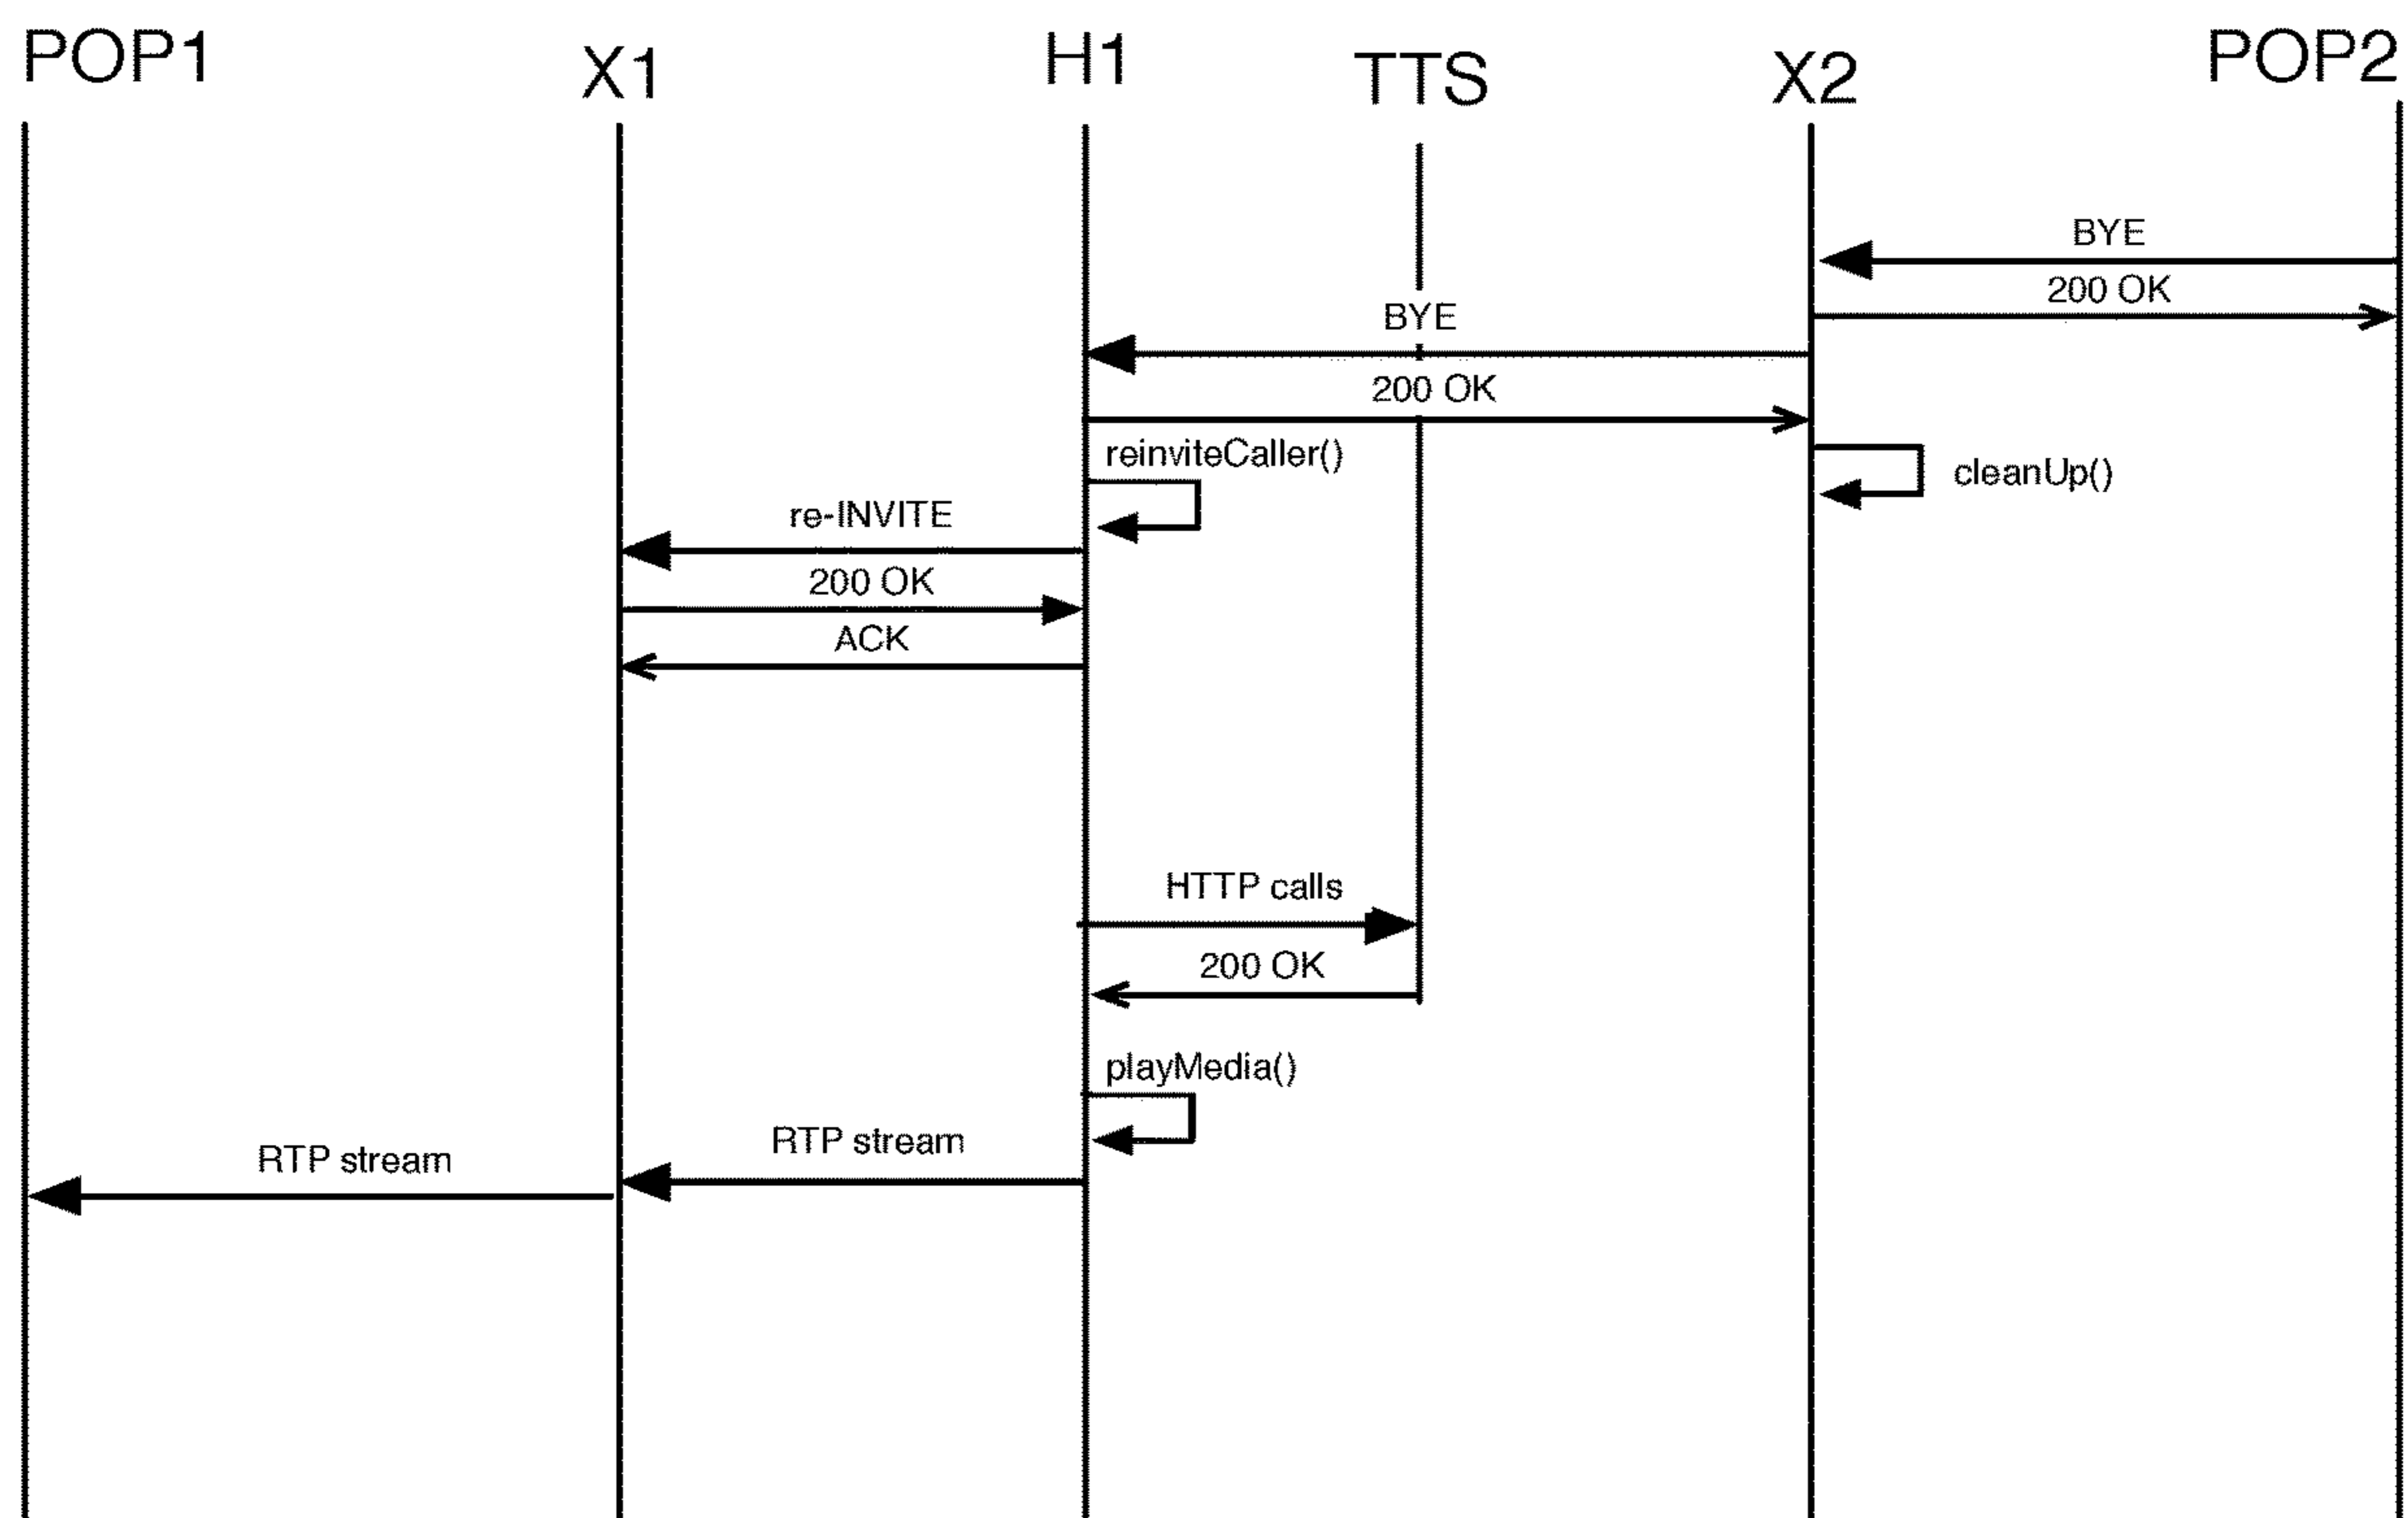 POP1
X1
H1
TTS
X2
POP2
BYE
200 OK
BYE
200 OK
reinviteCaller()
cleanUp()
re-INVITE
200 OK
ACK
HTTP calls
200 OK
playMedia()
RTP stream
RTP stream